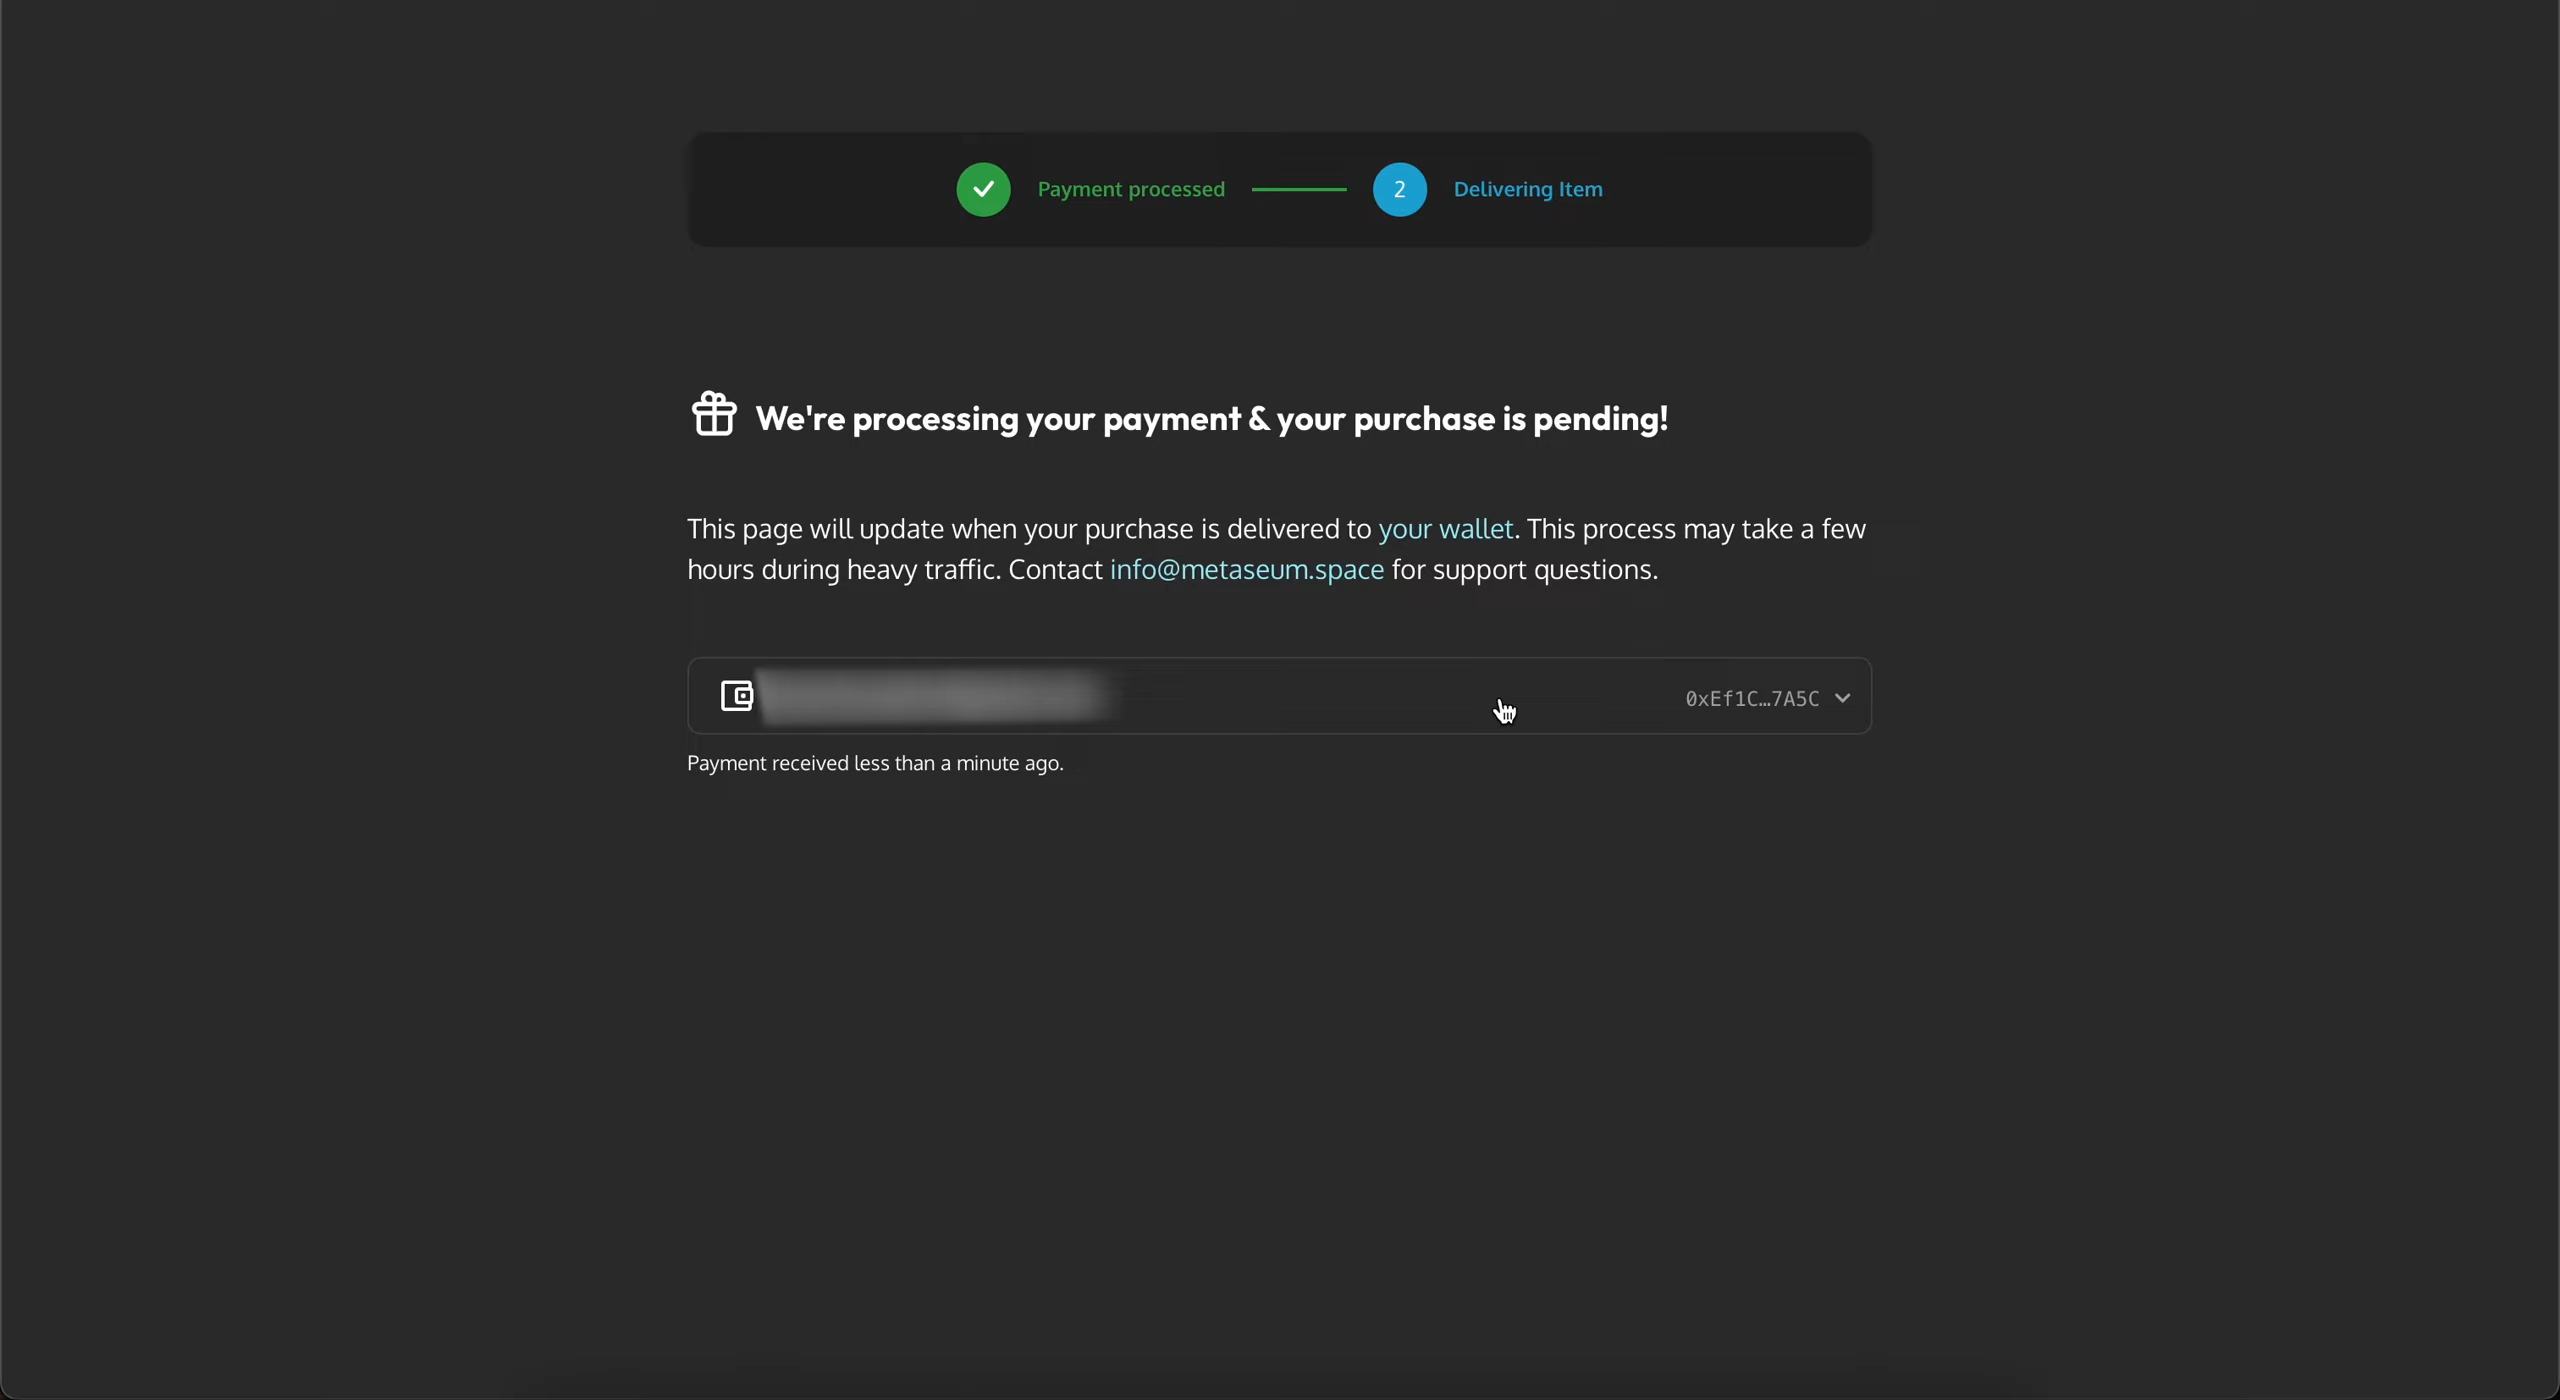 Payment processed
2
Delivering Item
We're processing your payment & your purchase is pending!
This page will update when your purchase is delivered to your wallet. This process may take a few
hours during heavy traffic. Contact info@metaseum.space for support questions.
0xEf1C…7A5C
Payment received less than a minute ago.